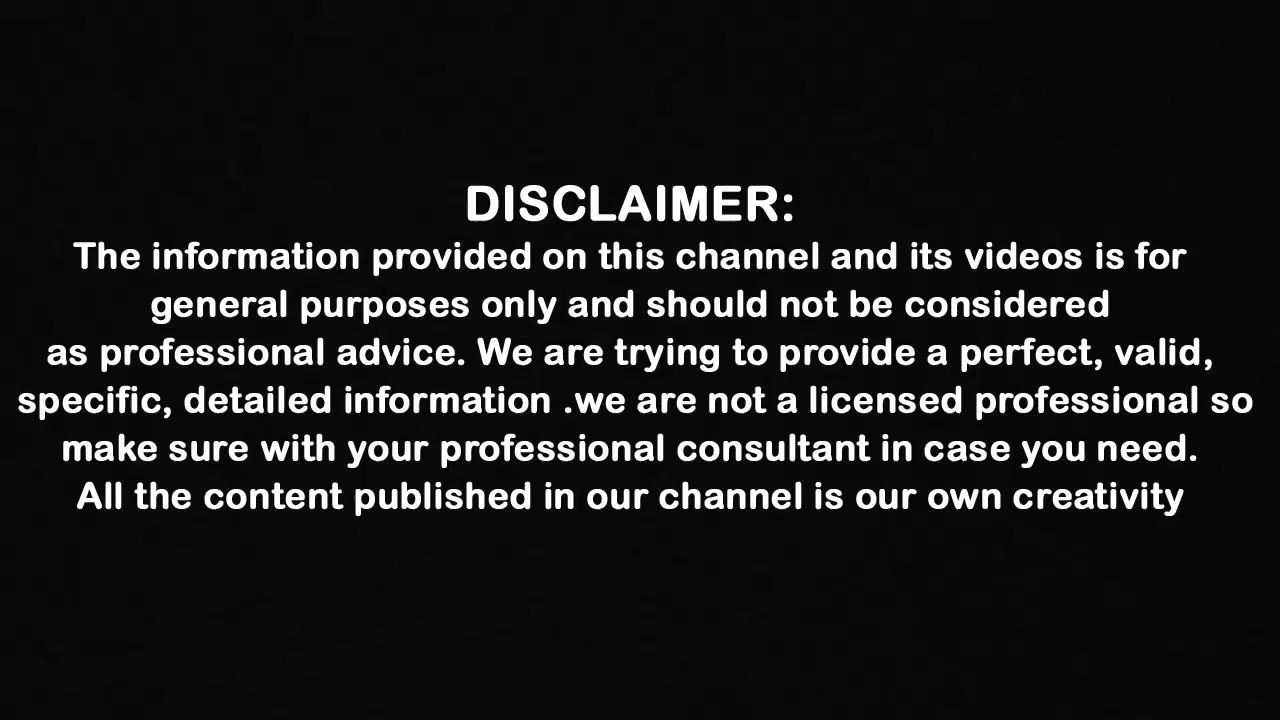 DISCLAIMER:
The information provided on this channel and its videos is for
general purposes only and should not be considered
as professional advice. We are trying to provide a perfect, valid,
specific, detailed information .we are not a licensed professional so
make sure with your professional consultant in case you need.
All the content published in our channel is our own creativity